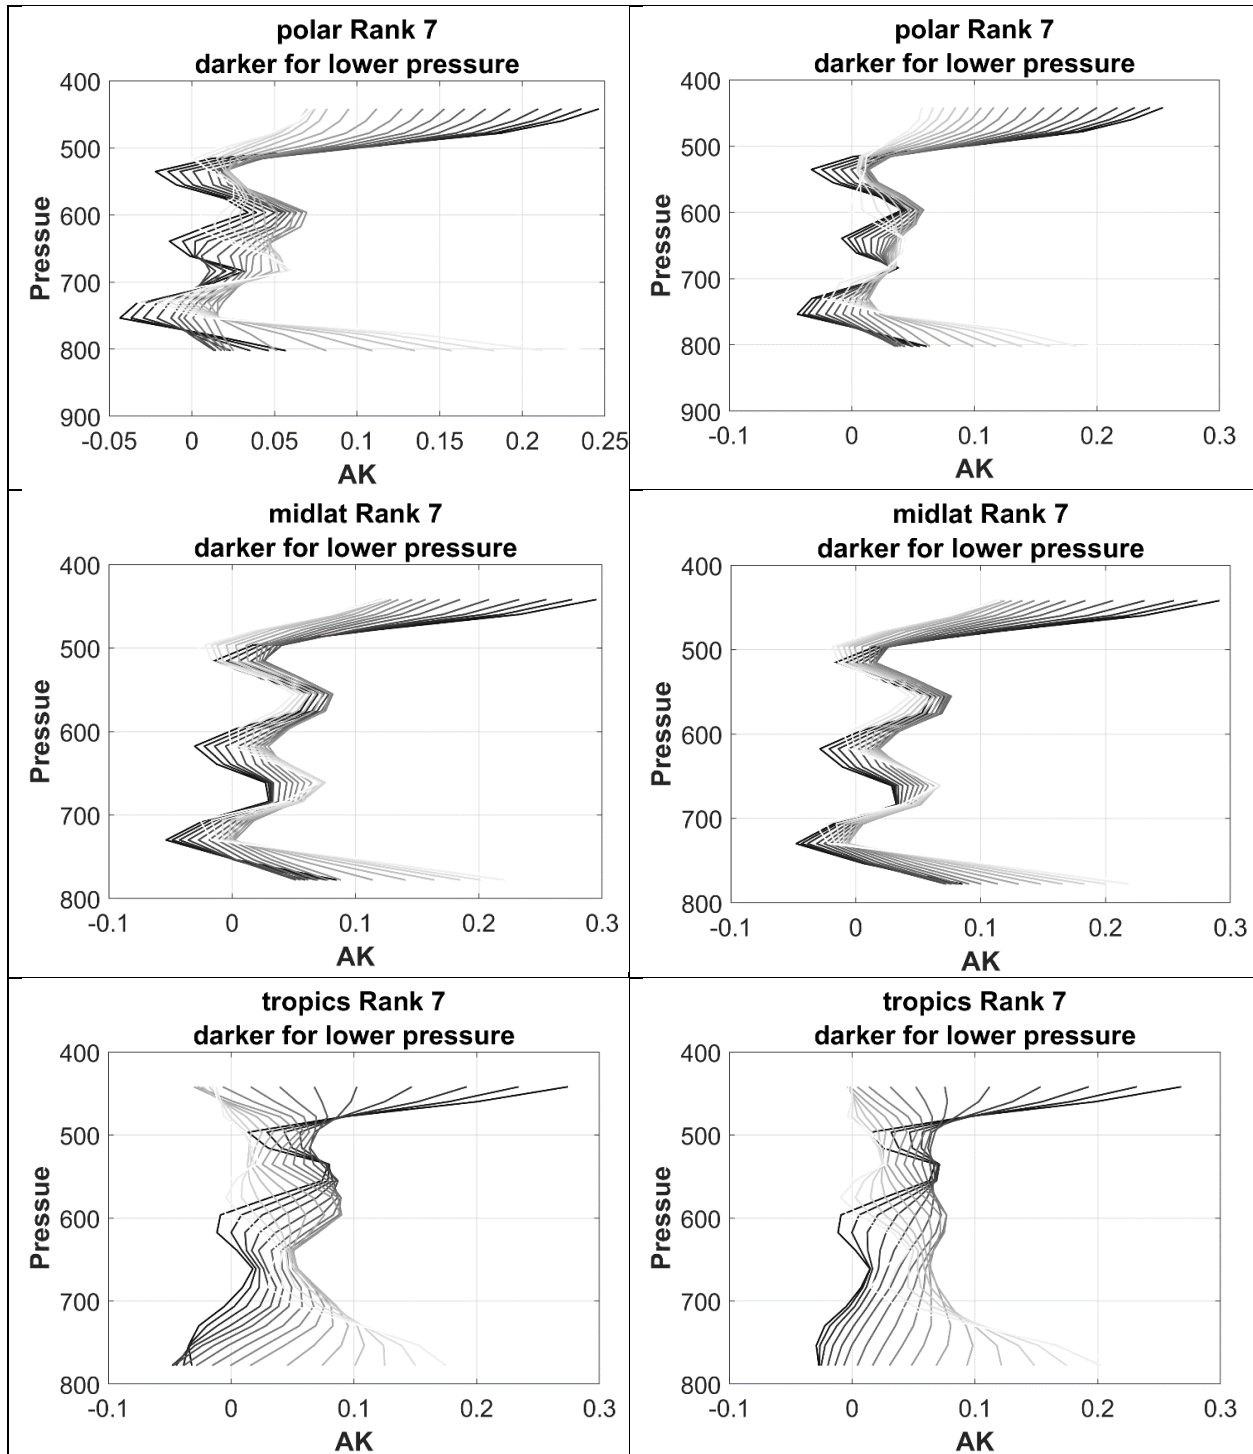 polar Rank 7
darker for lower pressure
400
500
600
700
800
900
Pressue
-0.05 0 0.05 0.1 0.15 0.2 0.25
AK
polar Rank 7
darker for lower pressure
400
500
600
700
800
900
Pressue
-0.1 0 0.1 0.2 0.3
AK
midlat Rank 7
darker for lower pressure
400
500
600
700
800
Pressue
-0.1 0 0.1 0.2 0.3
AK
midlat Rank 7
darker for lower pressure
400
500
600
700
800
Pressue
-0.1 0 0.1 0.2 0.3
AK
tropics Rank 7
darker for lower pressure
400
500
600
700
800
Pressue
-0.1 0 0.1 0.2 0.3
AK
tropics Rank 7
darker for lower pressure
400
500
600
700
800
Pressue
-0.1 0 0.1 0.2 0.3
AK